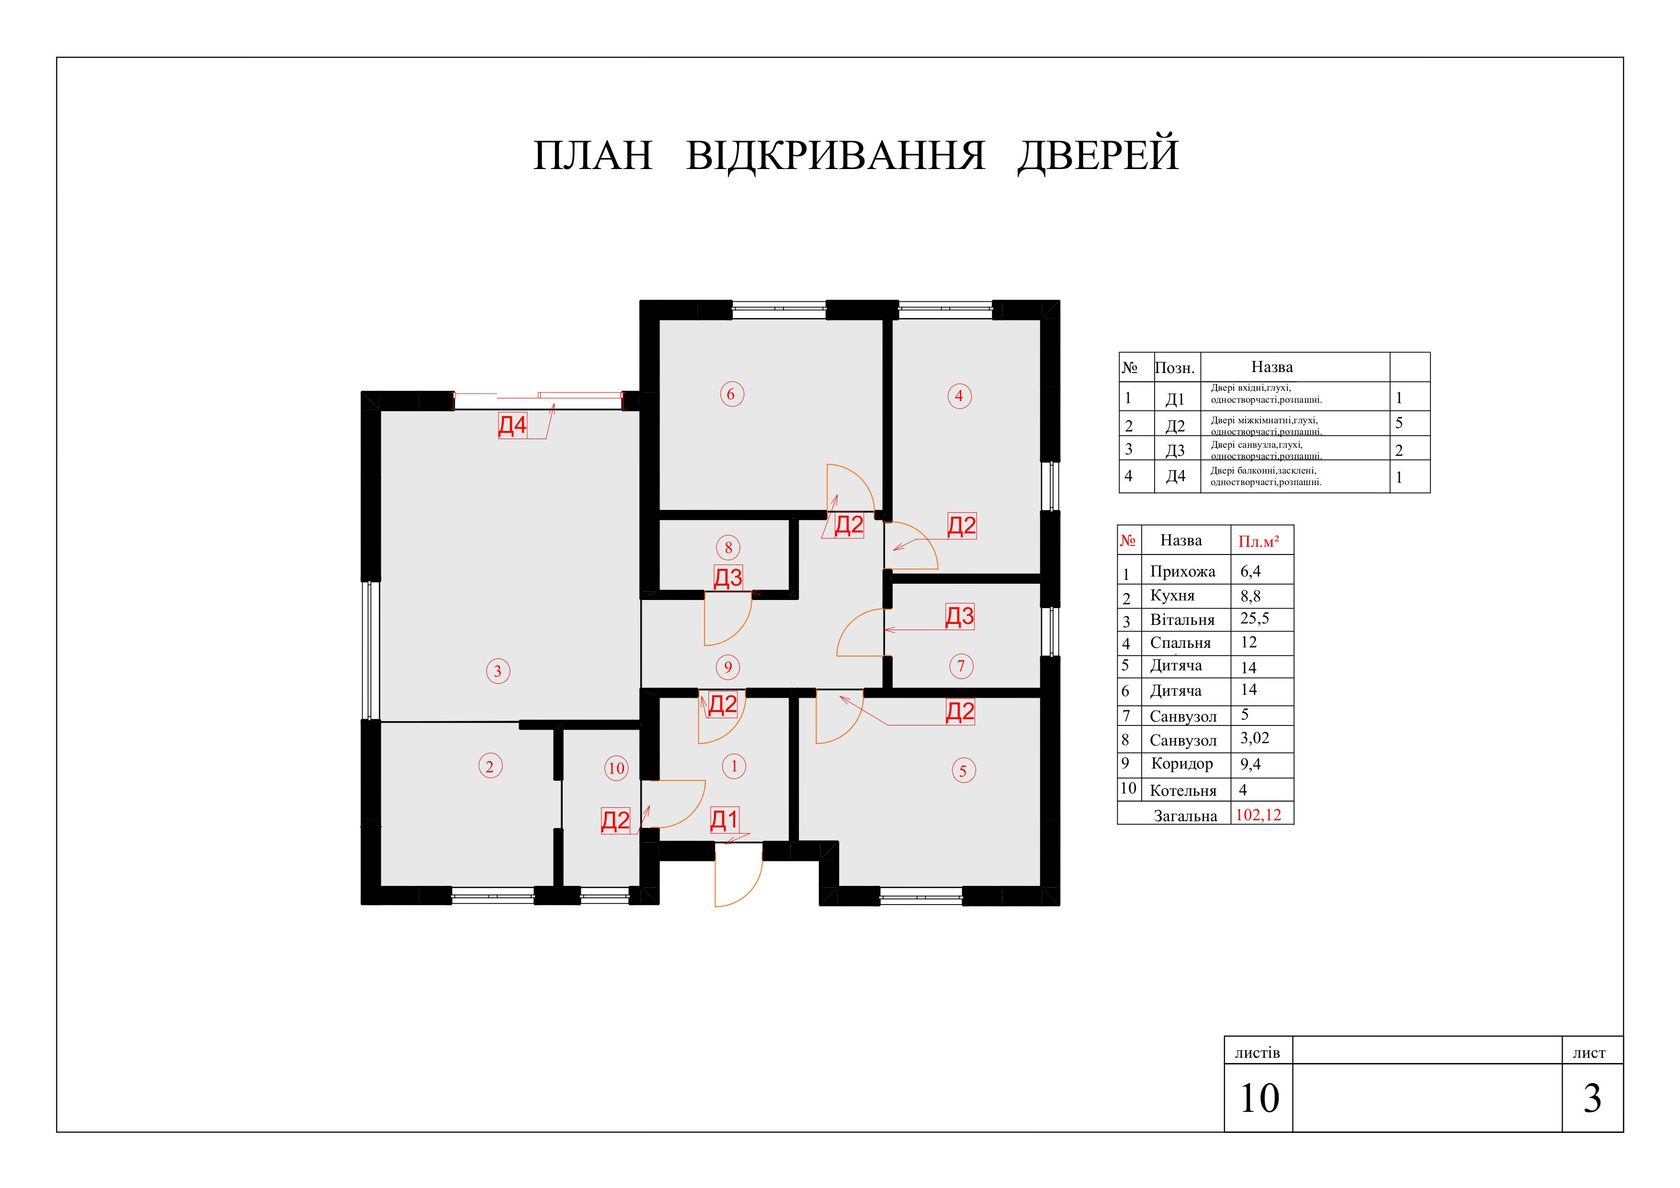 ПЛАН ВІДКРИВАННЯ ДВЕРЕЙ
6
4
Д4
Д2
Д2
8
Д3
Д3
3
9
7
Д2
Д2
2
10
1
5
Д2
Д1
№ Позн. Назва
1 Д1 Двері вхідні,глухі, 1
одностворчасті,розпашні.
2 Д2 Двері міжкімнатні,глухі, 5
одностворчасті,розпашні.
3 Д3 Двері санвузла,глухі, 2
одностворчасті,розпашні.
4 Д4 Двері балконні,засклені, 1
одностворчасті,розпашні.
№ Назва Пл.м²
1 Прихожа 6,4
2 Кухня 8,8
3 Вітальня 25,5
4 Спальня 12
5 Дитяча 14
6 Дитяча 14
7 Санвузол 5
8 Санвузол 3,02
9 Коридор 9,4
10 Котельня 4
Загальна 102,12
листів лист
10 3